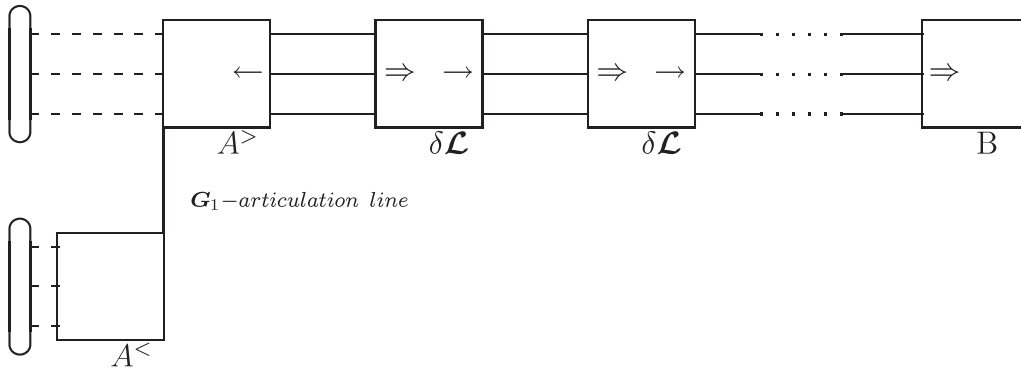 ← ⇒ → ⇒ → ⇒
A^> δ𝓛 δ𝓛 B
G₁−articulation line
A^<